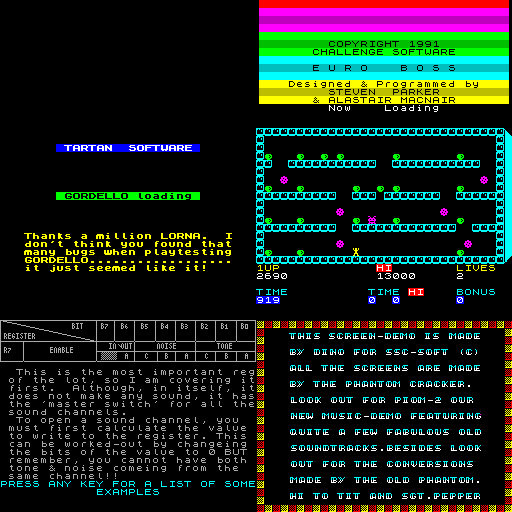 COPYRIGHT 1991
CHALLENGE SOFTWARE
EURO BOSS
Designed & Programmed by
STEVEN PARKER
& ALASTAIR MACNAIR
Now Loading
TARTAN SOFTWARE
GORDELLO loading
Thanks a million LORNA. I
don't think you found that
many bugs when playtesting
GORDELLO..................
it just seemed like it!
1UP HI LIVES
2690 13000 2
TIME TIME HI BONUS
919 0 0 0
BIT B7 B6 B5 B4 B3 B2 B1 B0
REGISTER
R7 ENABLE IN-OUT NOISE TONE
A C B A C B A
This is the most important reg
of the lot, so I am covering it
first. Although, in itself, it
does not make any sound, it has
the 'master switch' for all the
sound channels.
To open a sound channel, you
must first calculate the value
to write to the register. This
can be worked-out by changeing
the bits of the value to 0 BUT
remember, you cannot have both
tone & noise comeing from the
same channel!!
PRESS ANY KEY FOR A LIST OF SOME
EXAMPLES
THIS SCREEN-DEMO IS MADE
BY DINO FOR SSC-SOFT (C)
ALL THE SCREENS ARE MADE
BY THE PHANTOM CRACKER.
LOOK OUT FOR PIDM-2 OUR
NEW MUSIC-DEMO FEATURING
QUITE A FEW FABULOUS OLD
SOUNDTRACKS.BESIDES LOOK
OUT FOR THE CONVERSIONS
MADE BY THE OLD PHANTOM.
HI TO TIT AND SGT.PEPPER